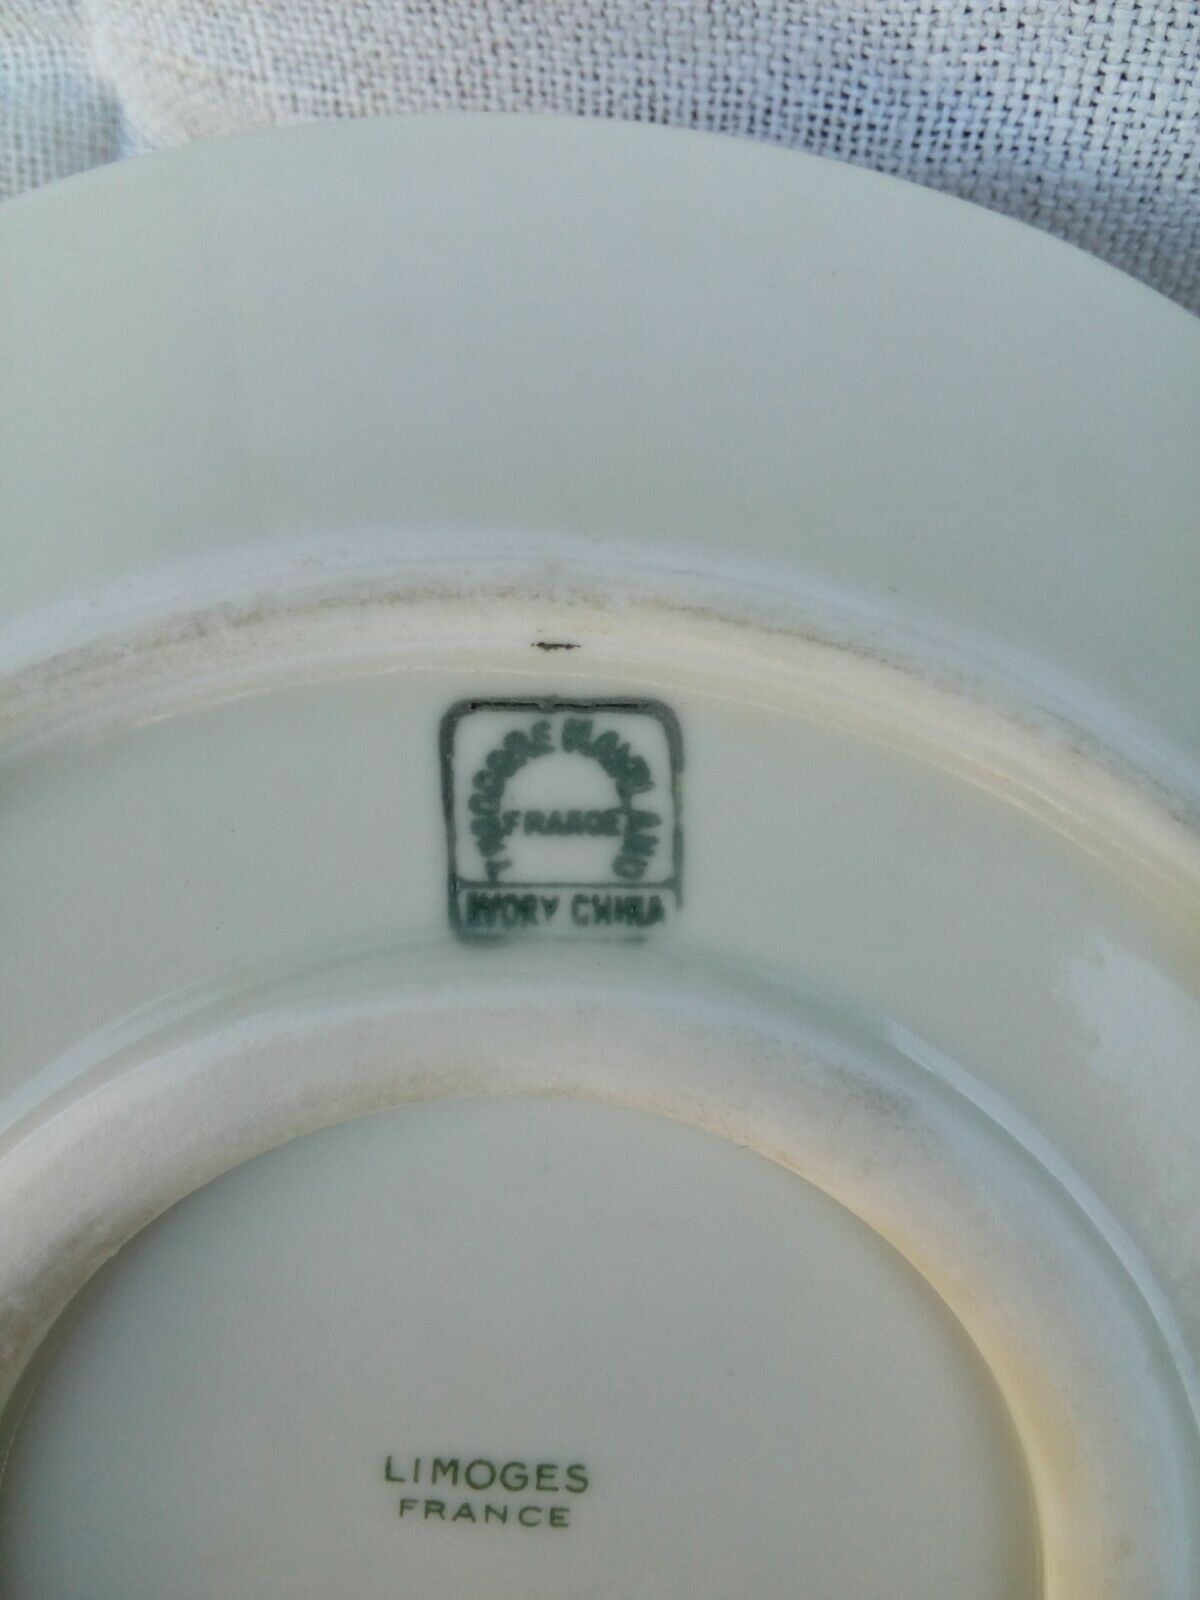 THEODORE HAVILAND
FRANCE
IVORY CHINA
LIMOGES
FRANCE